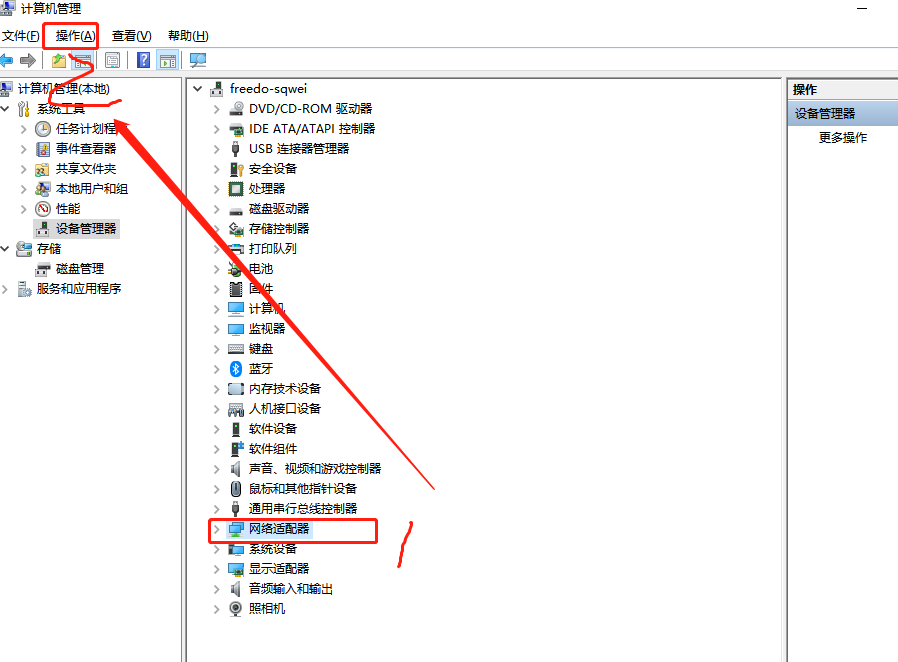 计算机管理
文件(F) 操作(A) 查看(V) 帮助(H)
计算机管理(本地)
系统工具
任务计划程
事件查看器
共享文件夹
本地用户和组
性能
设备管理器
存储
磁盘管理
服务和应用程序
freedo-sqwei
DVD/CD-ROM 驱动器
IDE ATA/ATAPI 控制器
USB 连接器管理器
安全设备
处理器
磁盘驱动器
存储控制器
打印队列
电池
固件
计算机
监视器
键盘
蓝牙
内存技术设备
人机接口设备
软件设备
软件组件
声音、视频和游戏控制器
鼠标和其他指针设备
通用串行总线控制器
网络适配器
系统设备
显示适配器
音频输入和输出
照相机
操作
设备管理器
更多操作
1
2